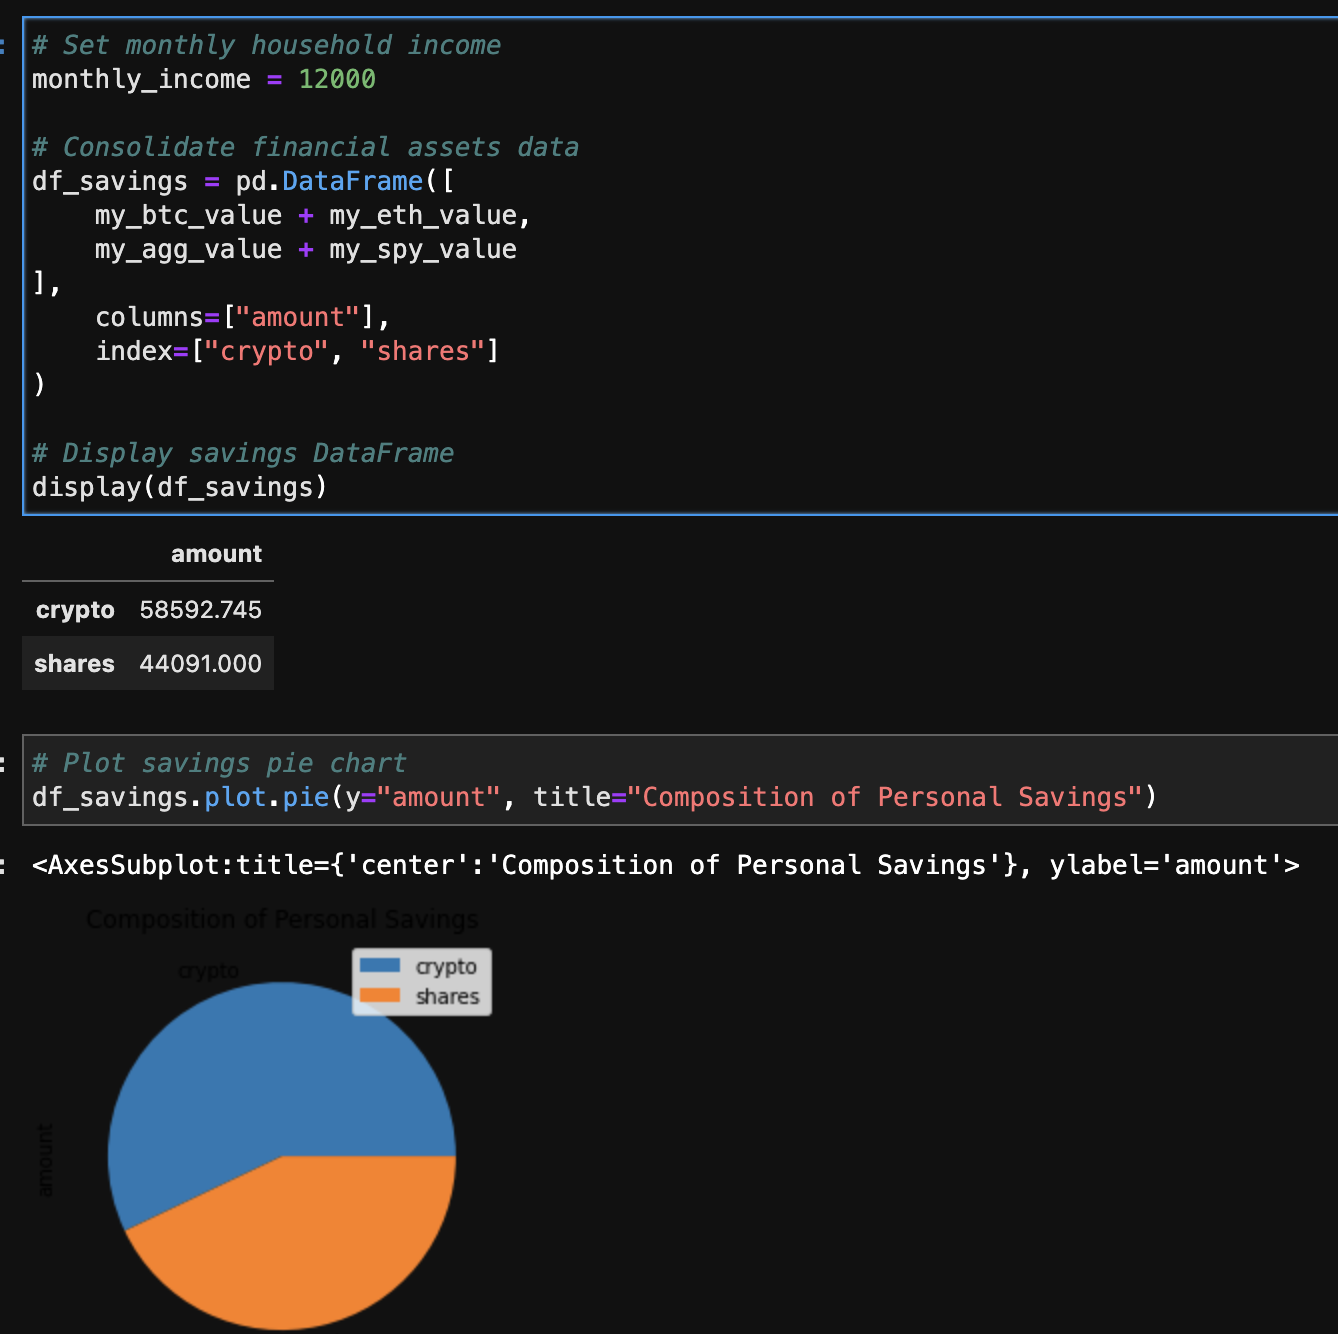 # Set monthly household income
monthly_income = 12000
# Consolidate financial assets data
df_savings = pd.DataFrame([
    my_btc_value + my_eth_value,
    my_agg_value + my_spy_value
],
    columns=["amount"],
    index=["crypto", "shares"]
)
# Display savings DataFrame
display(df_savings)
amount
crypto 58592.745
shares 44091.000
# Plot savings pie chart
df_savings.plot.pie(y="amount", title="Composition of Personal Savings")
<AxesSubplot:title={'center':'Composition of Personal Savings'}, ylabel='amount'>
Composition of Personal Savings
crypto
crypto
shares
amount